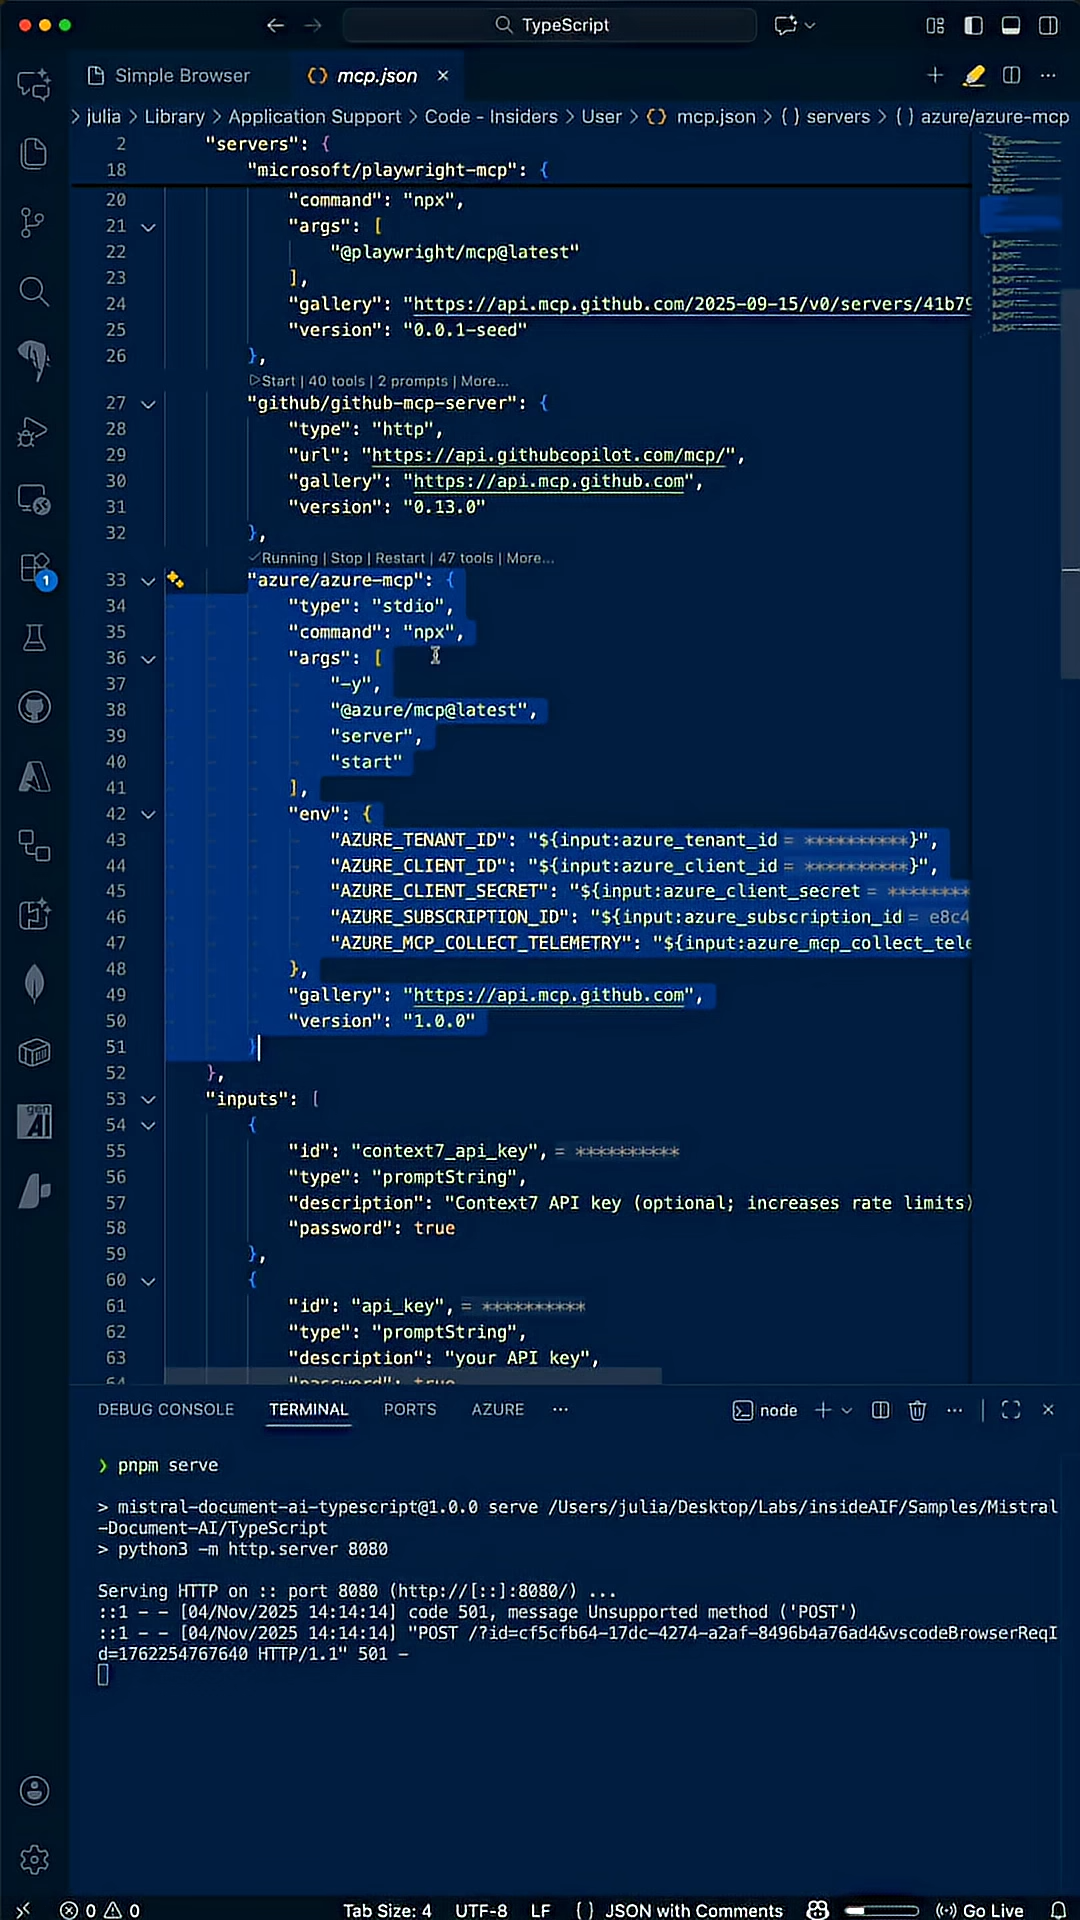 TypeScript
Simple Browser
mcp.json
julia > Library > Application Support > Code - Insiders > User > {} mcp.json > {} servers > {} azure/azure-mcp
2 "servers": {
18 "microsoft/playwright-mcp": {
20 "command": "npx",
21 "args": [
22 "@playwright/mcp@latest"
23 ],
24 "gallery": "https://api.mcp.github.com/2025-09-15/v0/servers/41b79
25 "version": "0.0.1-seed"
26 },
Start | 40 tools | 2 prompts | More...
27 "github/github-mcp-server": {
28 "type": "http",
29 "url": "https://api.githubcopilot.com/mcp/",
30 "gallery": "https://api.mcp.github.com",
31 "version": "0.13.0"
32 },
✓Running | Stop | Restart | 47 tools | More...
33 "azure/azure-mcp": {
34 "type": "stdio",
35 "command": "npx",
36 "args": [
37 "-y",
38 "@azure/mcp@latest",
39 "server",
40 "start"
41 ],
42 "env": {
43 "AZURE_TENANT_ID": "${input:azure_tenant_id = **********}",
44 "AZURE_CLIENT_ID": "${input:azure_client_id = **********}",
45 "AZURE_CLIENT_SECRET": "${input:azure_client_secret = ********
46 "AZURE_SUBSCRIPTION_ID": "${input:azure_subscription_id = e8c4
47 "AZURE_MCP_COLLECT_TELEMETRY": "${input:azure_mcp_collect_tele
48 },
49 "gallery": "https://api.mcp.github.com",
50 "version": "1.0.0"
51 }
52 },
53 "inputs": [
54 {
55 "id": "context7_api_key", = **********
56 "type": "promptString",
57 "description": "Context7 API key (optional; increases rate limits)
58 "password": true
59 },
60 {
61 "id": "api_key", = **********
62 "type": "promptString",
63 "description": "your API key",
64 "password": true
DEBUG CONSOLE TERMINAL PORTS AZURE ... node
❯ pnpm serve
> mistral-document-ai-typescript@1.0.0 serve /Users/julia/Desktop/Labs/insideAIF/Samples/Mistral
-Document-AI/TypeScript
> python3 -m http.server 8080
Serving HTTP on :: port 8080 (http://[::]:8080/) ...
::1 - - [04/Nov/2025 14:14:14] code 501, message Unsupported method ('POST')
::1 - - [04/Nov/2025 14:14:14] "POST /?id=cf5cfb64-17dc-4274-a2af-8496b4a76ad4&vscodeBrowserReqI
d=1762254767640 HTTP/1.1" 501 -
1
gen
AI
0 0 Tab Size: 4 UTF-8 LF {} JSON with Comments Go Live